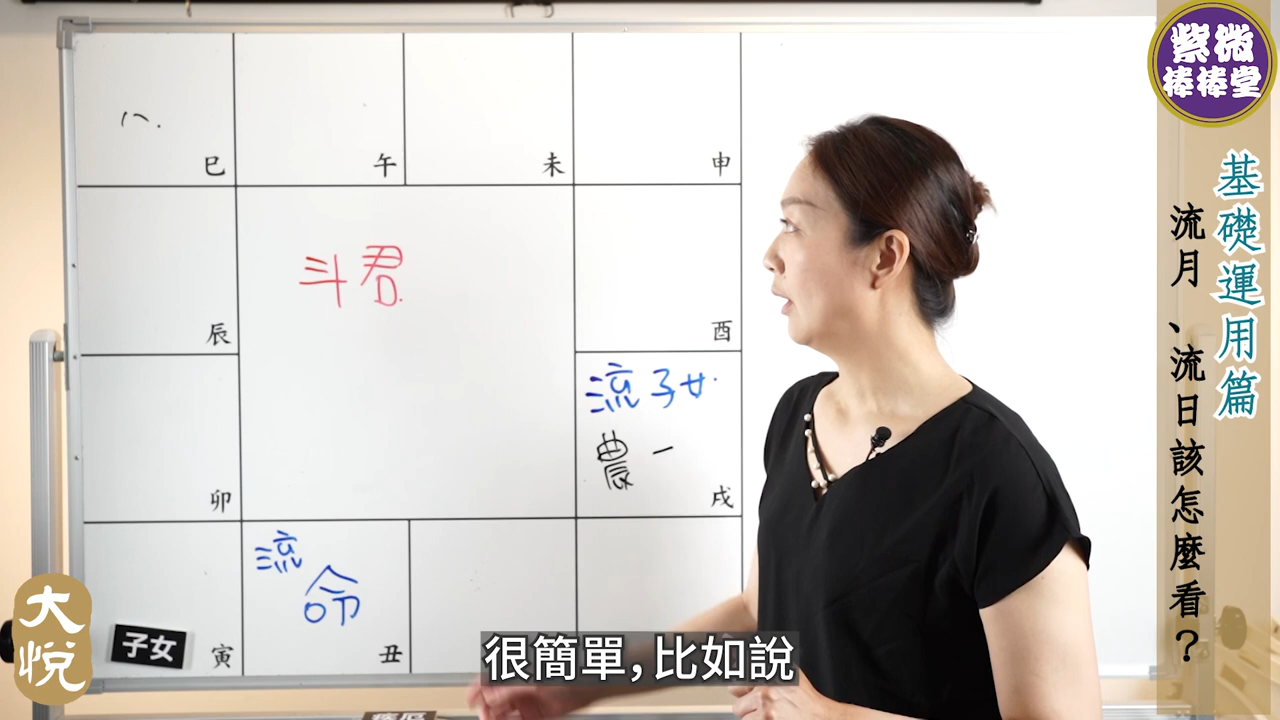 紫微
棒棒堂
基礎運用篇
流月、流日該怎麼看？
八.
巳
午
未
申
斗君
辰
酉
流子女
農一
卯
戌
流
命
子女
寅
丑
大悅
很簡單，比如說